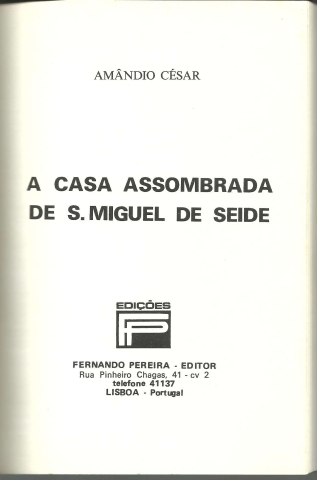 AMÂNDIO CÉSAR
A CASA ASSOMBRADA
DE S. MIGUEL DE SEIDE
EDIÇÕES
FP
FERNANDO PEREIRA - EDITOR
Rua Pinheiro Chagas, 41 - cv 2
telefone 41137
LISBOA - Portugal